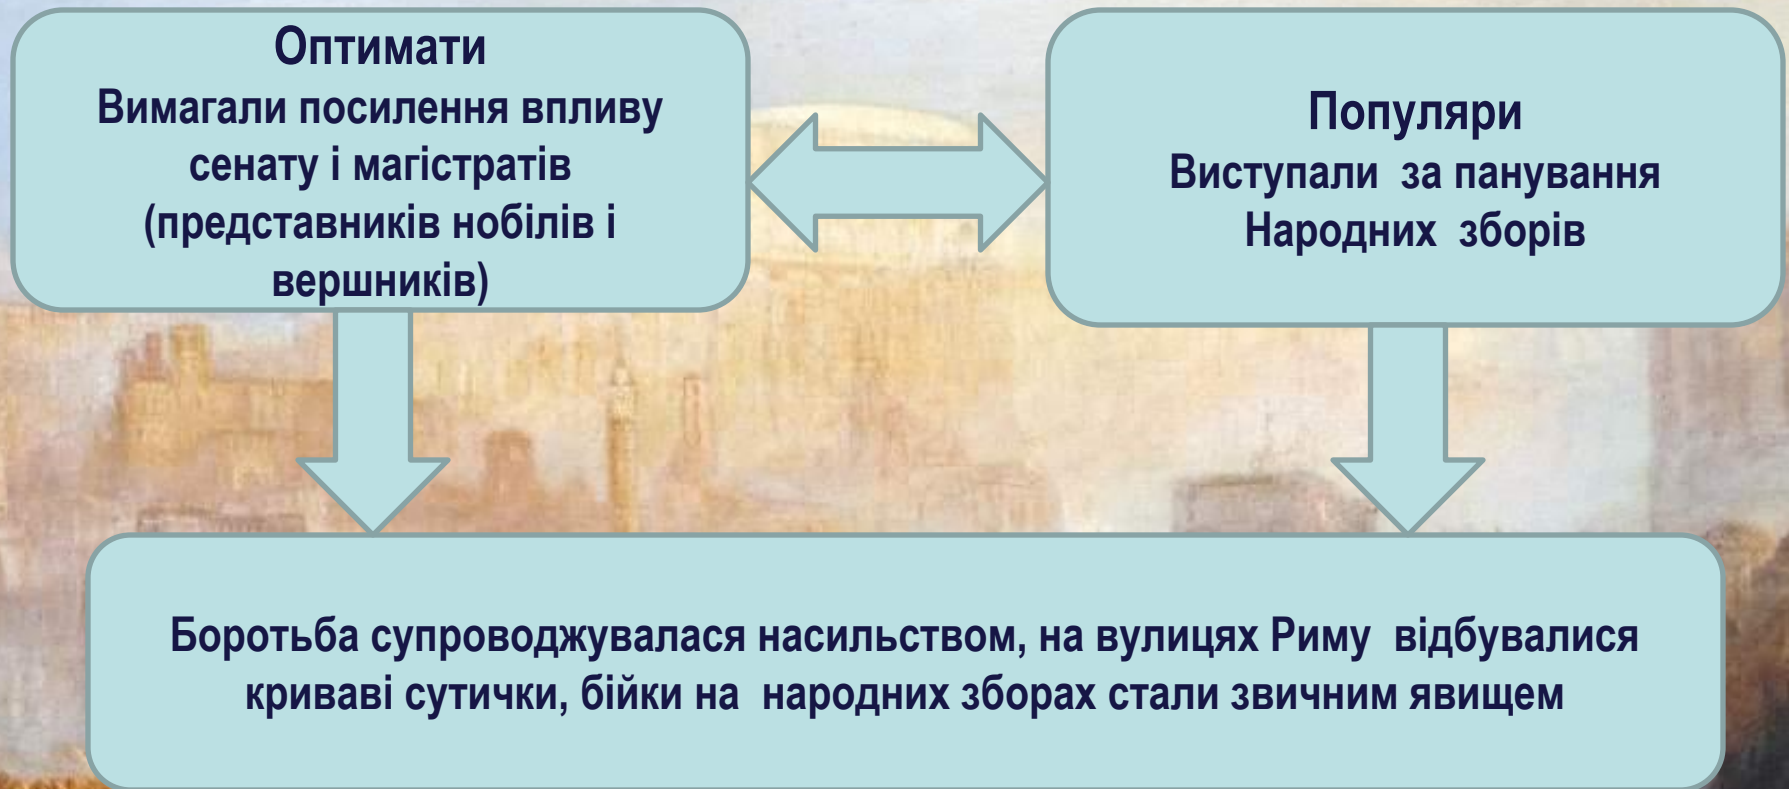 Оптимати
Вимагали посилення впливу
сенату і магістратів
(представників нобілів і
вершників)
Популяри
Виступали за панування
Народних зборів
Боротьба супроводжувалася насильством, на вулицях Риму відбувалися
криваві сутички, бійки на народних зборах стали звичним явищем